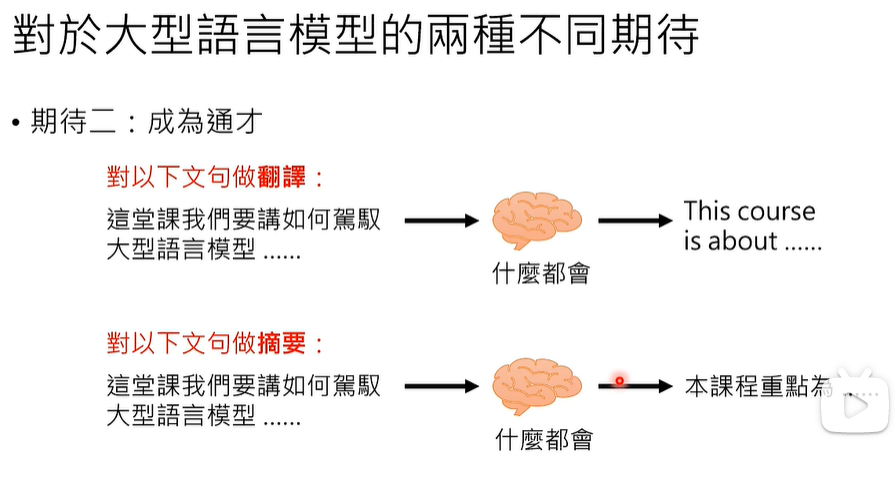 對於大型語言模型的兩種不同期待
• 期待二：成為通才
對以下文句做翻譯：
這堂課我們要講如何駕馭
大型語言模型 ……
什麼都會
This course
is about ……
對以下文句做摘要：
這堂課我們要講如何駕馭
大型語言模型 ……
什麼都會
本課程重點為 ……